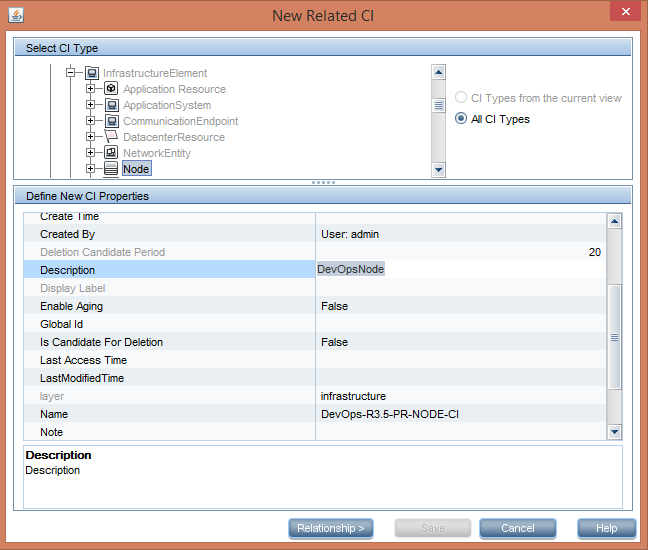 New Related CI
Select CI Type
InfrastructureElement
Application Resource
ApplicationSystem
CommunicationEndpoint
DatacenterResource
NetworkEntity
Node
CI Types from the current view
All CI Types
Define New CI Properties
Create Time
Created By User: admin
Deletion Candidate Period 20
Description DevOpsNode
Display Label
Enable Aging False
Global Id
Is Candidate For Deletion False
Last Access Time
LastModifiedTime
layer infrastructure
Name DevOps-R3.5-PR-NODE-CI
Note
Description
Description
Relationship > Save Cancel Help